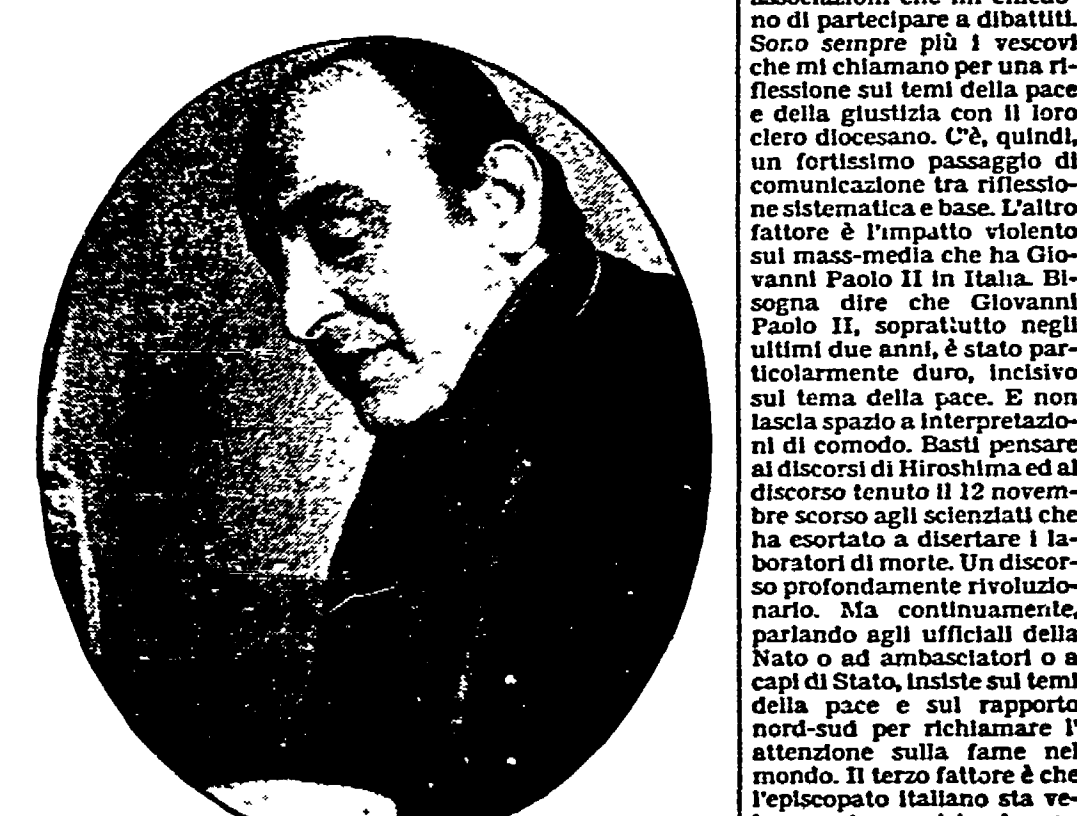 no di partecipare a dibattiti.
Sono sempre più i vescovi
che mi chiamano per una ri-
flessione sui temi della pace
e della giustizia con il loro
clero diocesano. C'è, quindi,
un fortissimo passaggio di
comunicazione tra riflessio-
ne sistematica e base. L'altro
fattore è l'impatto violento
sui mass-media che ha Gio-
vanni Paolo II in Italia. Bi-
sogna dire che Giovanni
Paolo II, soprattutto negli
ultimi due anni, è stato par-
ticolarmente duro, incisivo
sul tema della pace. E non
lascia spazio a interpretazio-
ni di comodo. Basti pensare
ai discorsi di Hiroshima ed al
discorso tenuto il 12 novem-
bre scorso agli scienziati che
ha esortato a disertare i la-
boratori di morte. Un discor-
so profondamente rivoluzio-
nario. Ma continuamente,
parlando agli ufficiali della
Nato o ad ambasciatori o a
capi di Stato, insiste sui temi
della pace e sul rapporto
nord-sud per richiamare l'
attenzione sulla fame nel
mondo. Il terzo fattore è che
l'episcopato italiano sta ve-